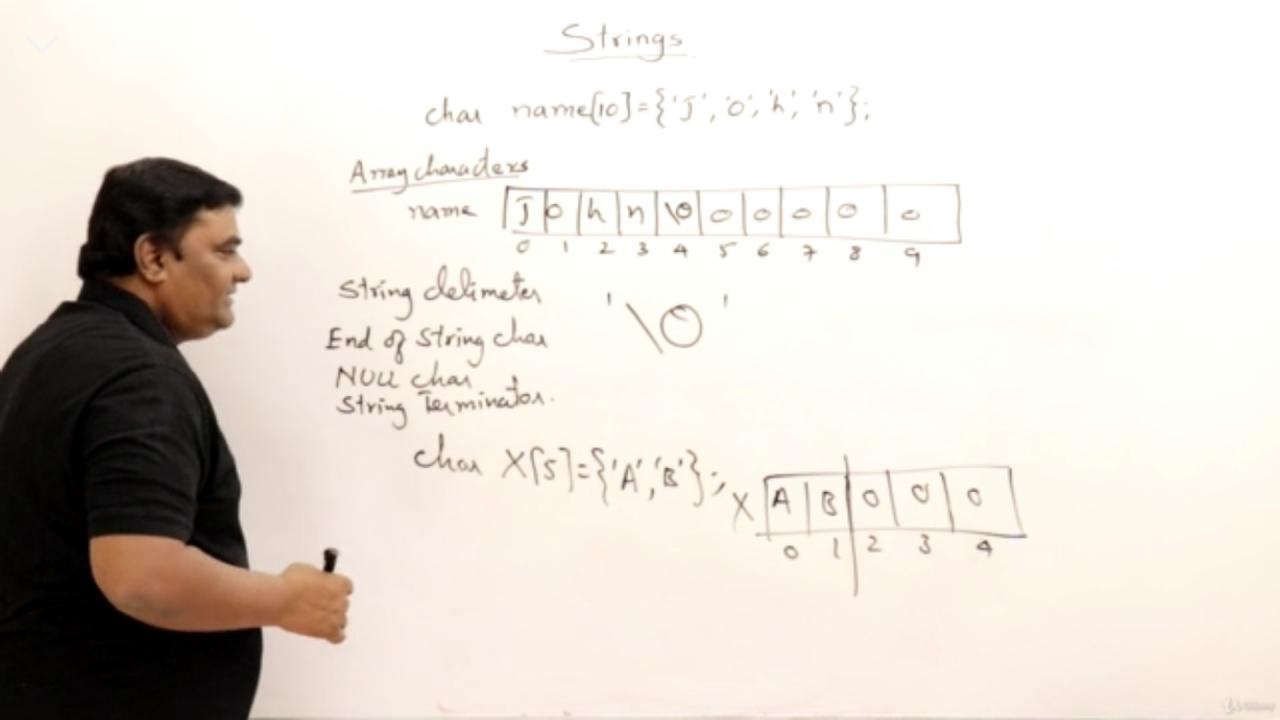 Strings
char name[10]={'J','o','h','n'};
Array characters
name J o h n \0 0 0 0 0 0
0 1 2 3 4 5 6 7 8 9
String delimeter '\0'
End of String char
NULL char
String Terminator.
char X[5]={'A','B'};
X A B 0 0 0
0 1 2 3 4
Udemy